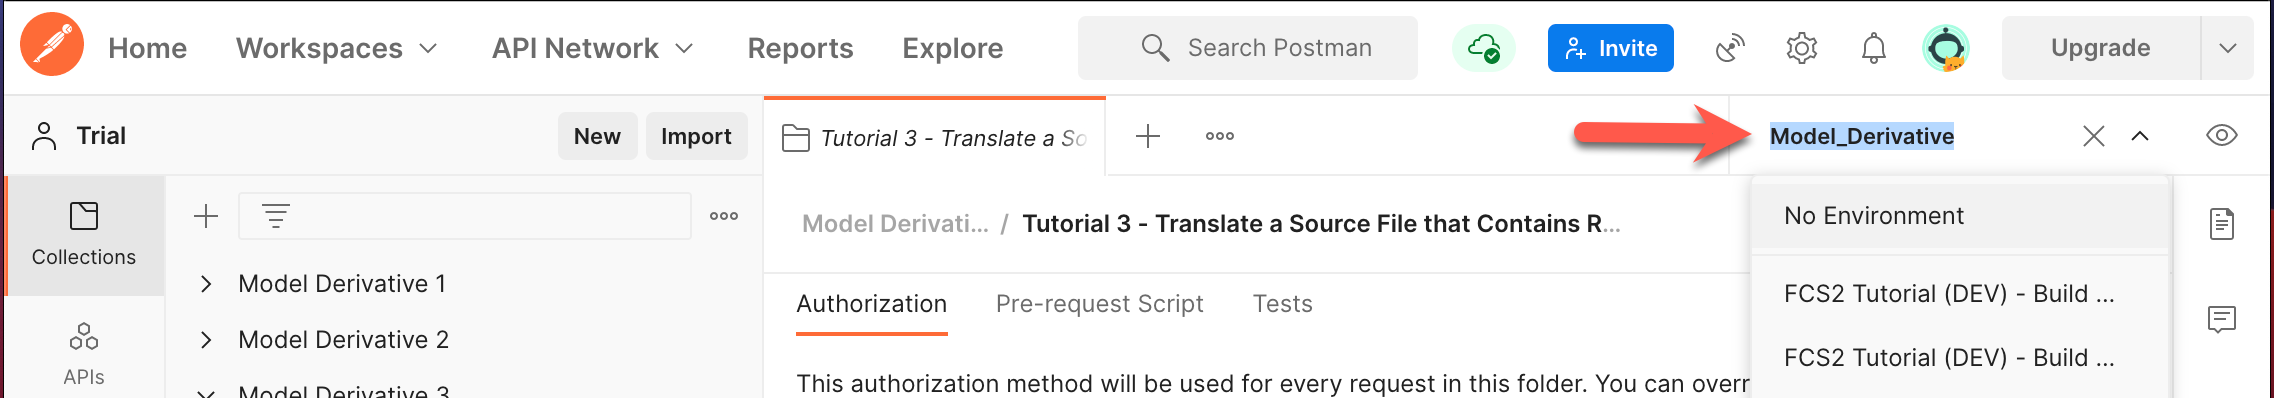 Home Workspaces API Network Reports Explore Search Postman Invite Upgrade
Trial New Import Tutorial 3 - Translate a So Model_Derivative
Collections
APIs
Model Derivative 1
Model Derivative 2
Model Derivative 3
Model Derivati... / Tutorial 3 - Translate a Source File that Contains R...
Authorization Pre-request Script Tests
This authorization method will be used for every request in this folder. You can overr
No Environment
FCS2 Tutorial (DEV) - Build ...
FCS2 Tutorial (DEV) - Build ...